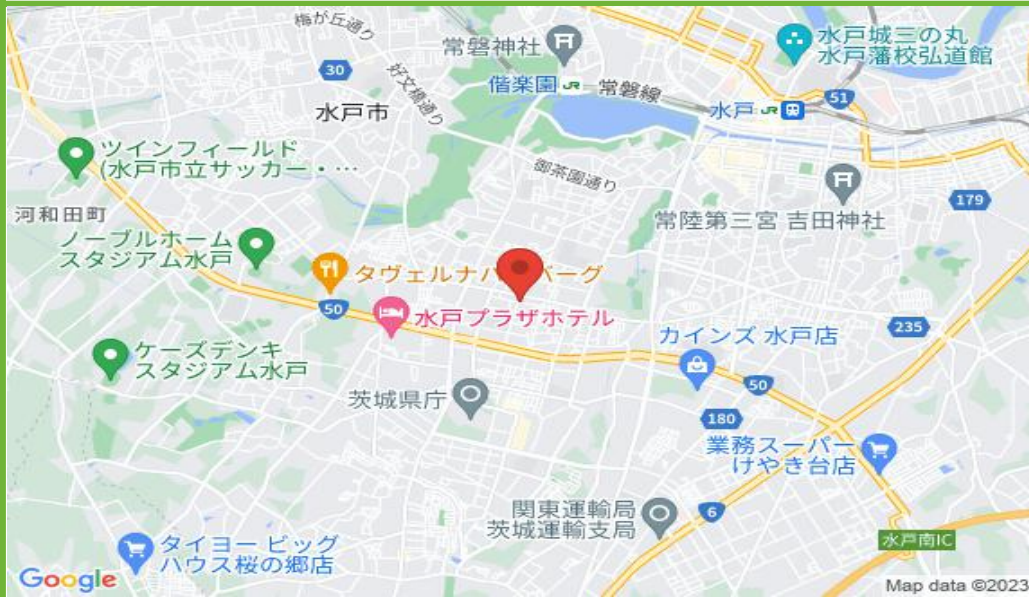 梅が丘通り
常磐神社
水戸城三の丸
水戸藩校弘道館
30
好文橋通り
偕楽園
JR
常磐線
水戸市
水戸
JR
51
ツインフィールド
(水戸市立サッカー・…
御茶園通り
179
河和田町
常陸第三宮 吉田神社
ノーブルホーム
スタジアム水戸
タヴェルナハ バーグ
50
水戸プラザホテル
235
カインズ 水戸店
ケーズデンキ
スタジアム水戸
50
茨城県庁
180
業務スーパー
けやき台店
関東運輸局
茨城運輸支局
6
水戸南IC
タイヨー ビッグ
ハウス桜の郷店
Google
Map data ©2023